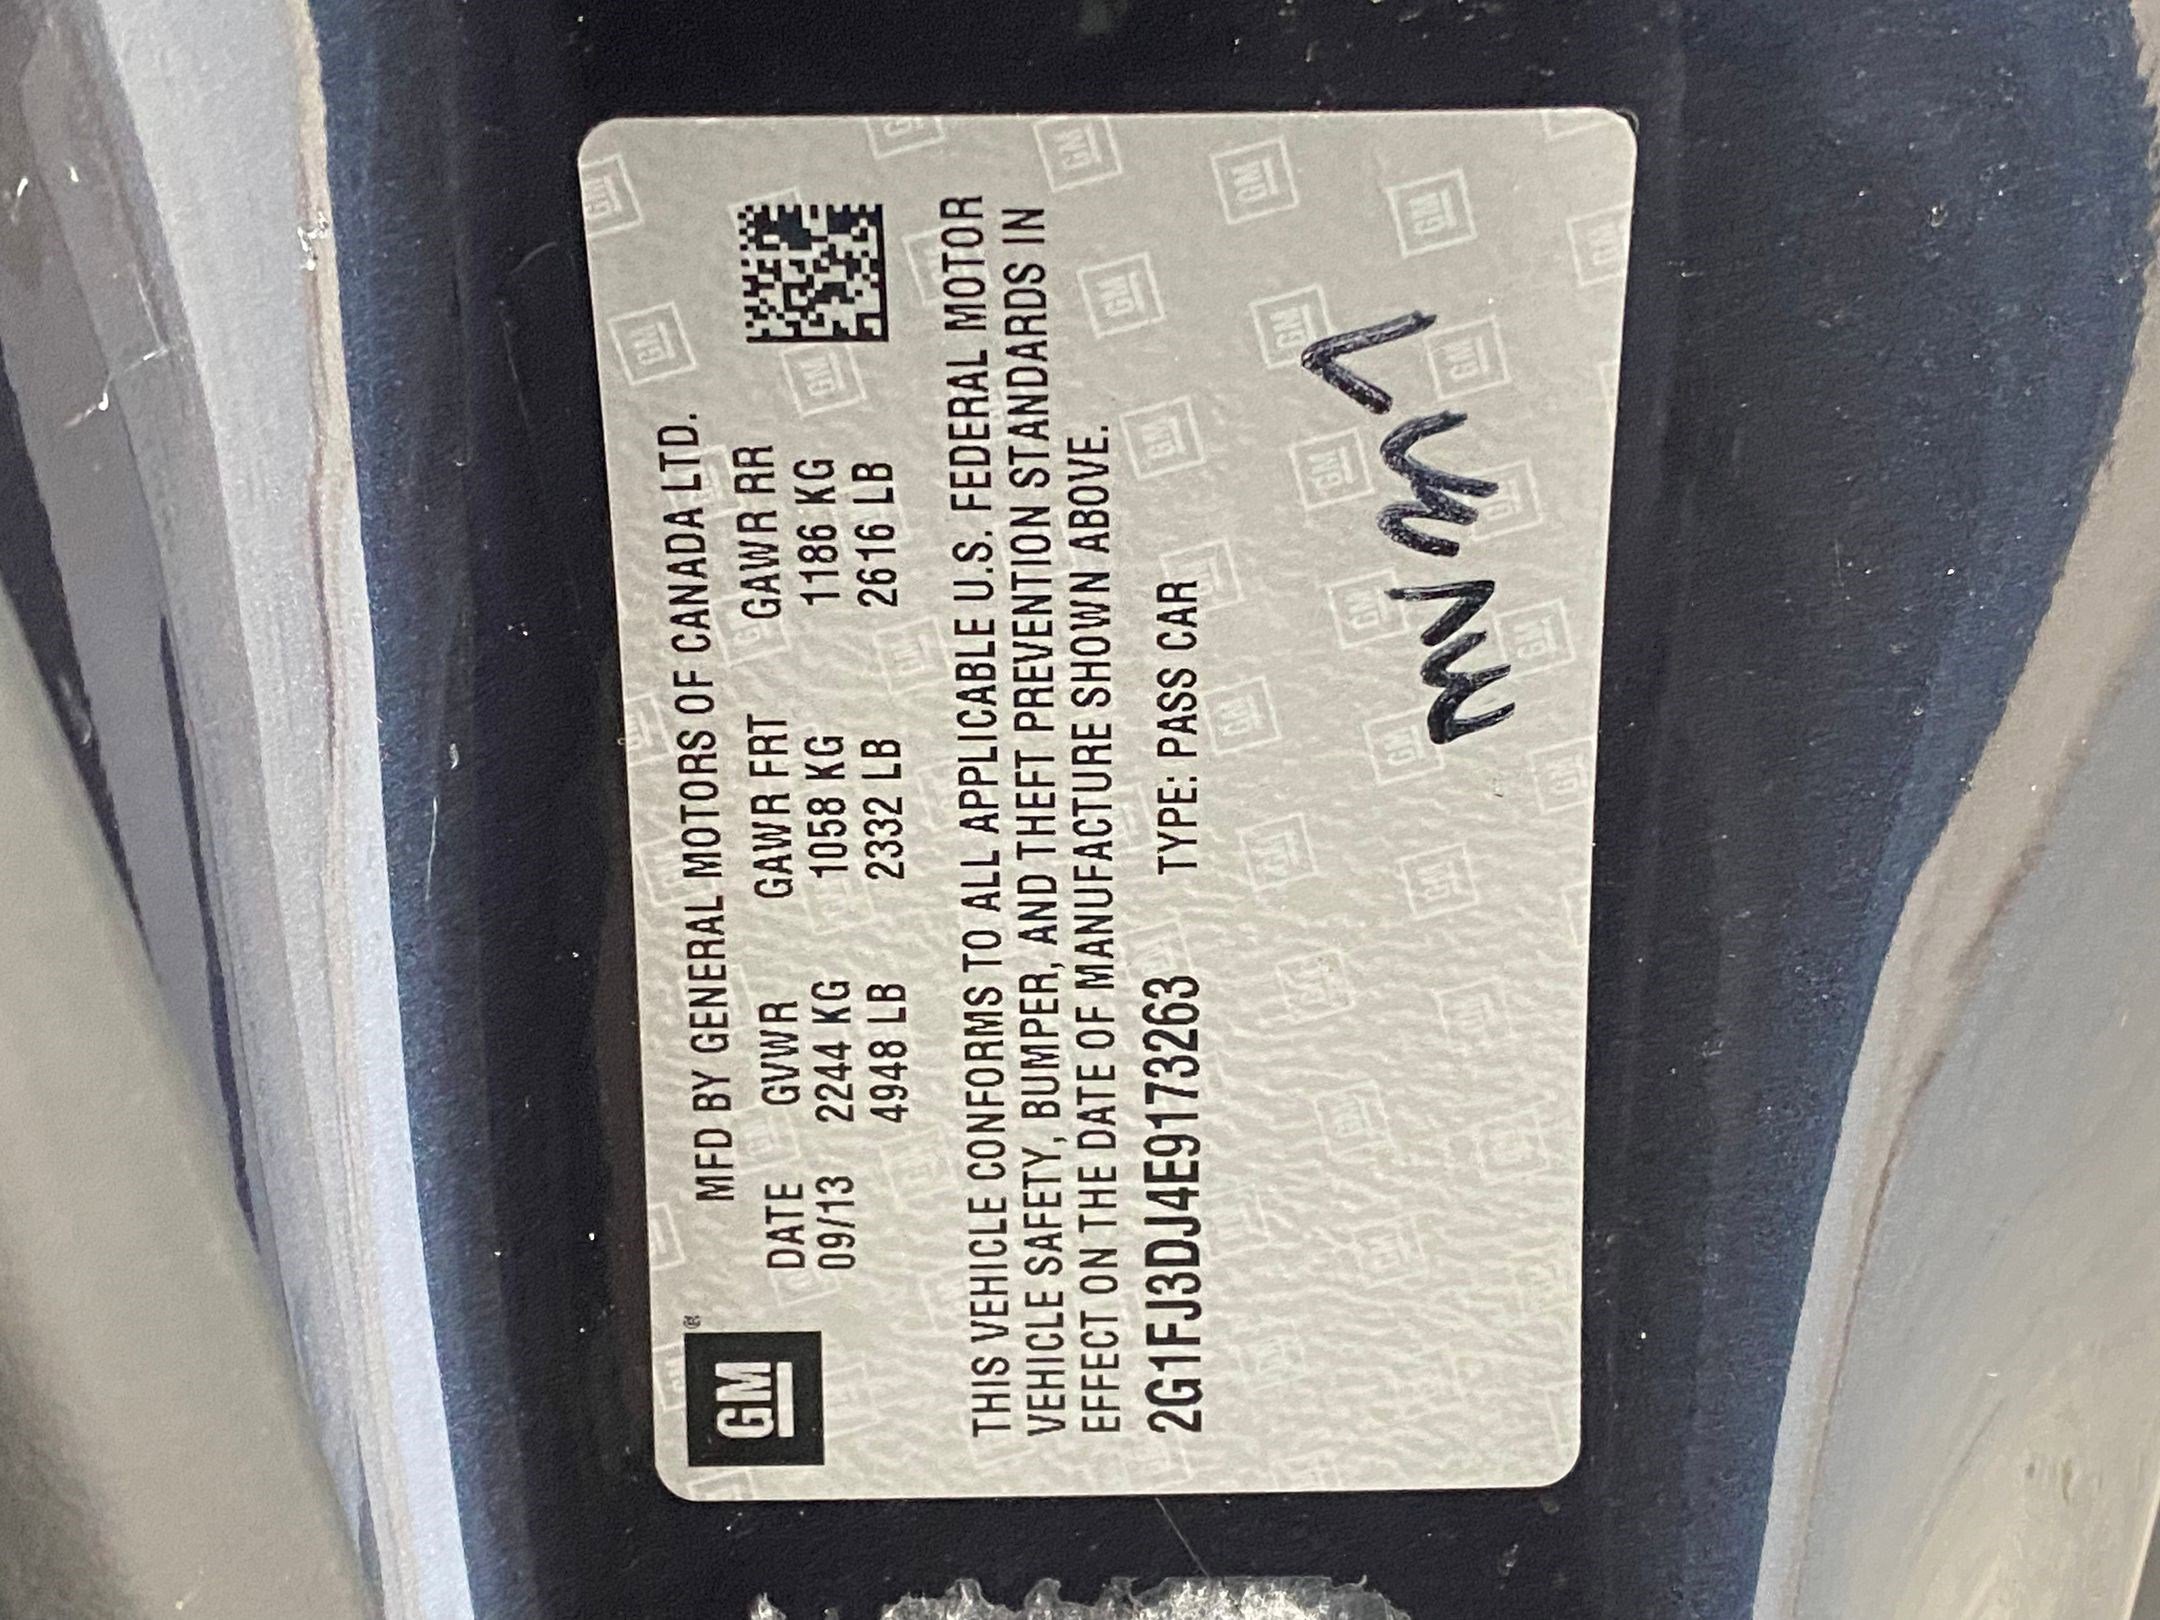 MFD BY GENERAL MOTORS OF CANADA LTD.
DATE GVWR GAWR FRT GAWR RR
09/13 2244 KG 1058 KG 1186 KG
4948 LB 2332 LB 2616 LB
GM®
THIS VEHICLE CONFORMS TO ALL APPLICABLE U.S. FEDERAL MOTOR
VEHICLE SAFETY, BUMPER, AND THEFT PREVENTION STANDARDS IN
EFFECT ON THE DATE OF MANUFACTURE SHOWN ABOVE.
2G1FJ3DJ4E9173263 TYPE: PASS CAR